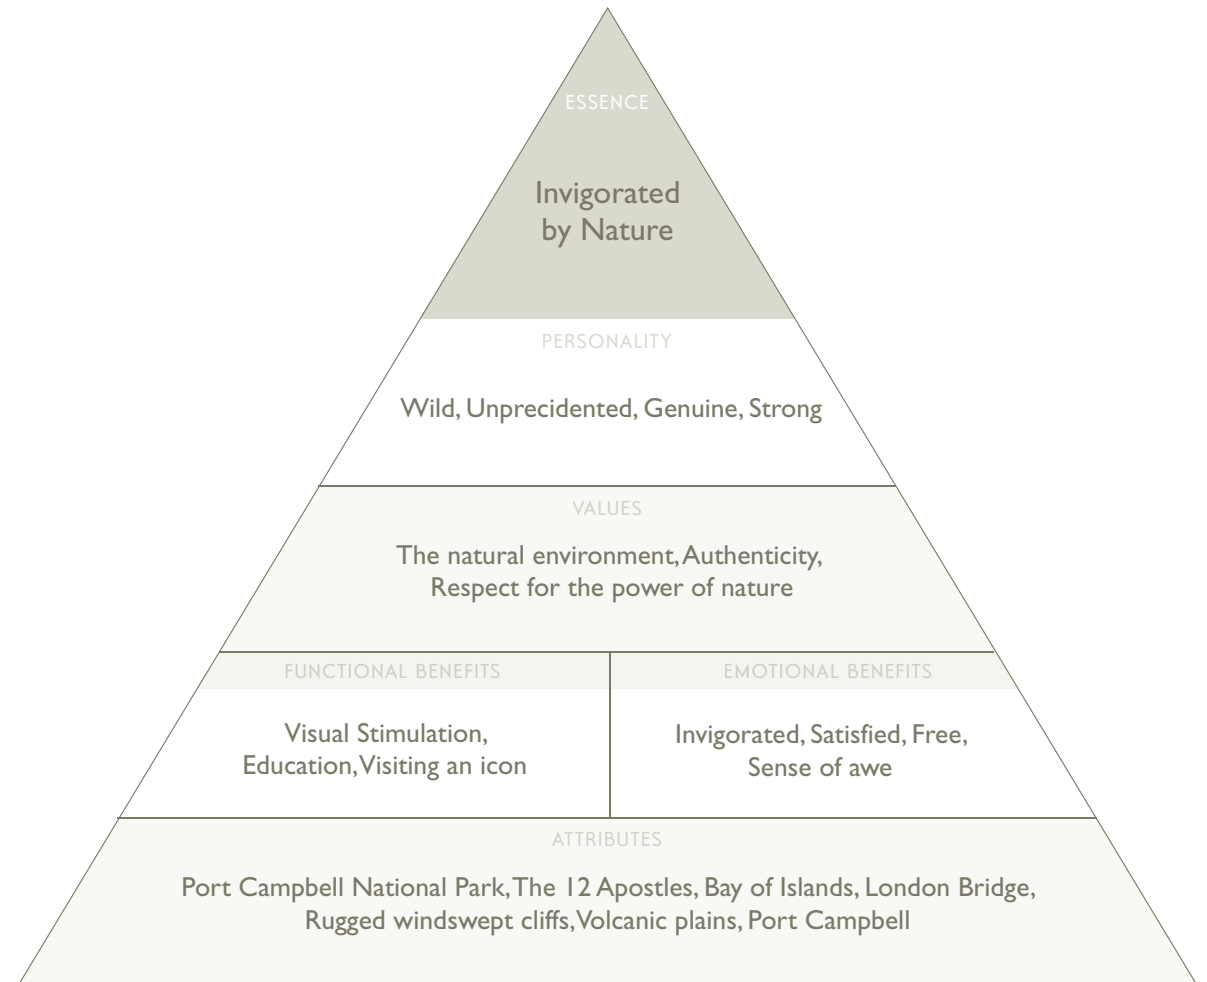 ESSENCE
Invigorated
by Nature
PERSONALITY
Wild, Unprecidented, Genuine, Strong
VALUES
The natural environment, Authenticity,
Respect for the power of nature
FUNCTIONAL BENEFITS
Visual Stimulation,
Education, Visiting an icon
EMOTIONAL BENEFITS
Invigorated, Satisfied, Free,
Sense of awe
ATTRIBUTES
Port Campbell National Park, The 12 Apostles, Bay of Islands, London Bridge,
Rugged windswept cliffs, Volcanic plains, Port Campbell